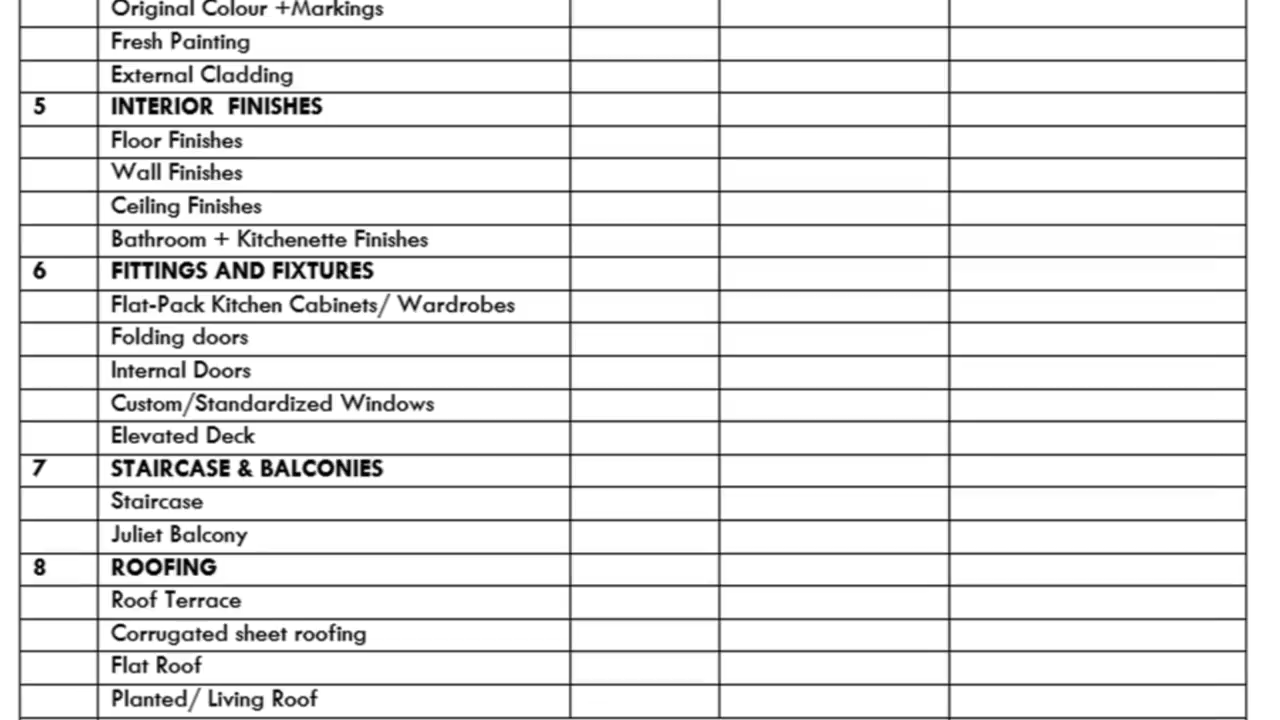 Original Colour +Markings
Fresh Painting
External Cladding
5 INTERIOR FINISHES
Floor Finishes
Wall Finishes
Ceiling Finishes
Bathroom + Kitchenette Finishes
6 FITTINGS AND FIXTURES
Flat-Pack Kitchen Cabinets/ Wardrobes
Folding doors
Internal Doors
Custom/Standardized Windows
Elevated Deck
7 STAIRCASE & BALCONIES
Staircase
Juliet Balcony
8 ROOFING
Roof Terrace
Corrugated sheet roofing
Flat Roof
Planted/ Living Roof